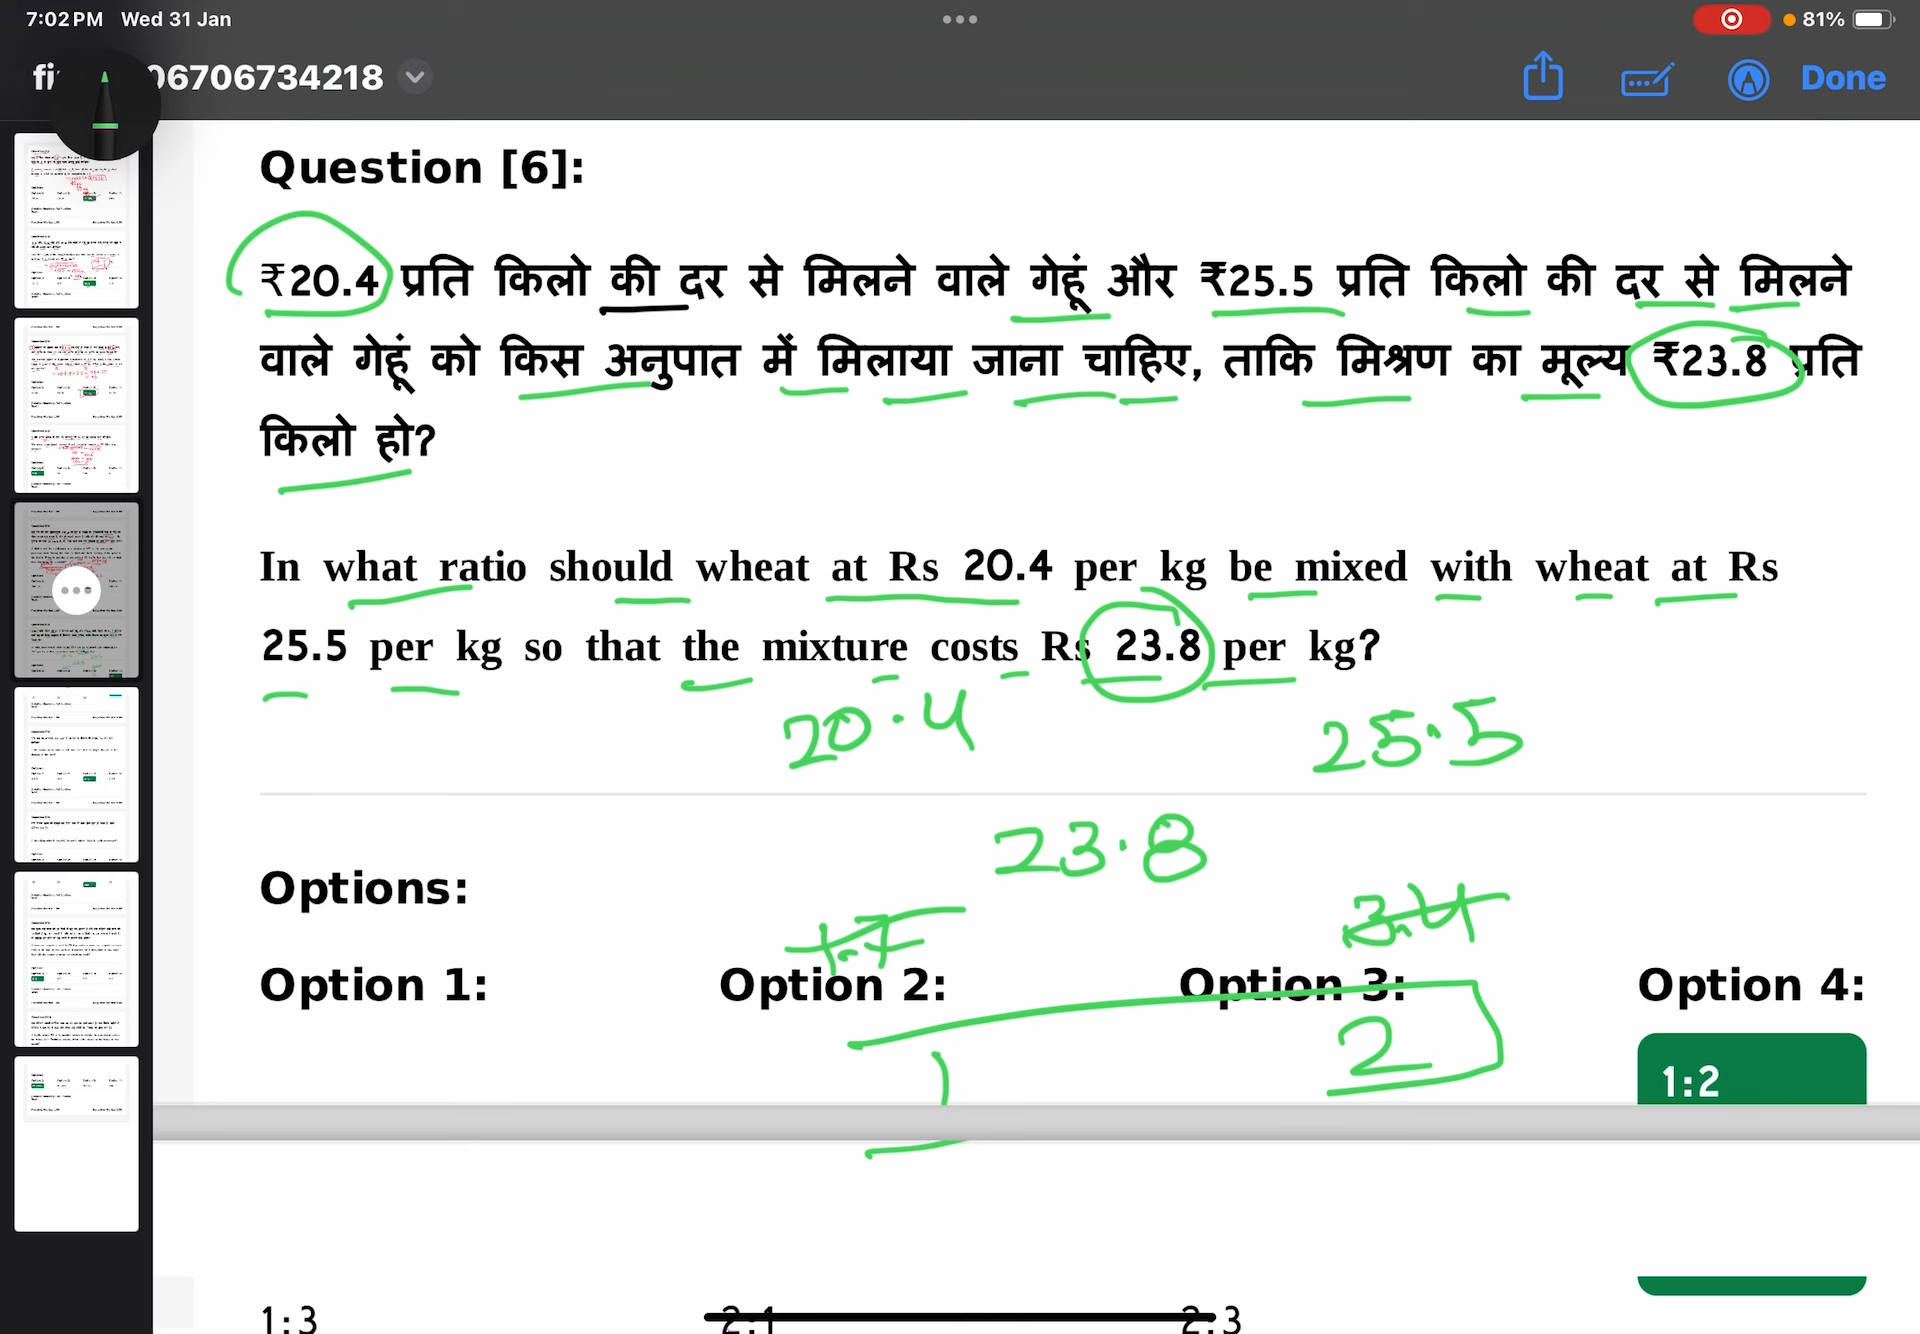 7:02 PM Wed 31 Jan
81%
06706734218
Done
Question [6]:
₹20.4 प्रति किलो की दर से मिलने वाले गेहूं और ₹25.5 प्रति किलो की दर से मिलने
वाले गेहूं को किस अनुपात में मिलाया जाना चाहिए, ताकि मिश्रण का मूल्य ₹23.8 प्रति
किलो हो?
In what ratio should wheat at Rs 20.4 per kg be mixed with wheat at Rs
25.5 per kg so that the mixture costs Rs 23.8 per kg?
20.4 25.5
23.8
Options:
1.7 3.4
Option 1: Option 2: Option 3: Option 4:
1 2
1:2
1:3 2:1 2:3